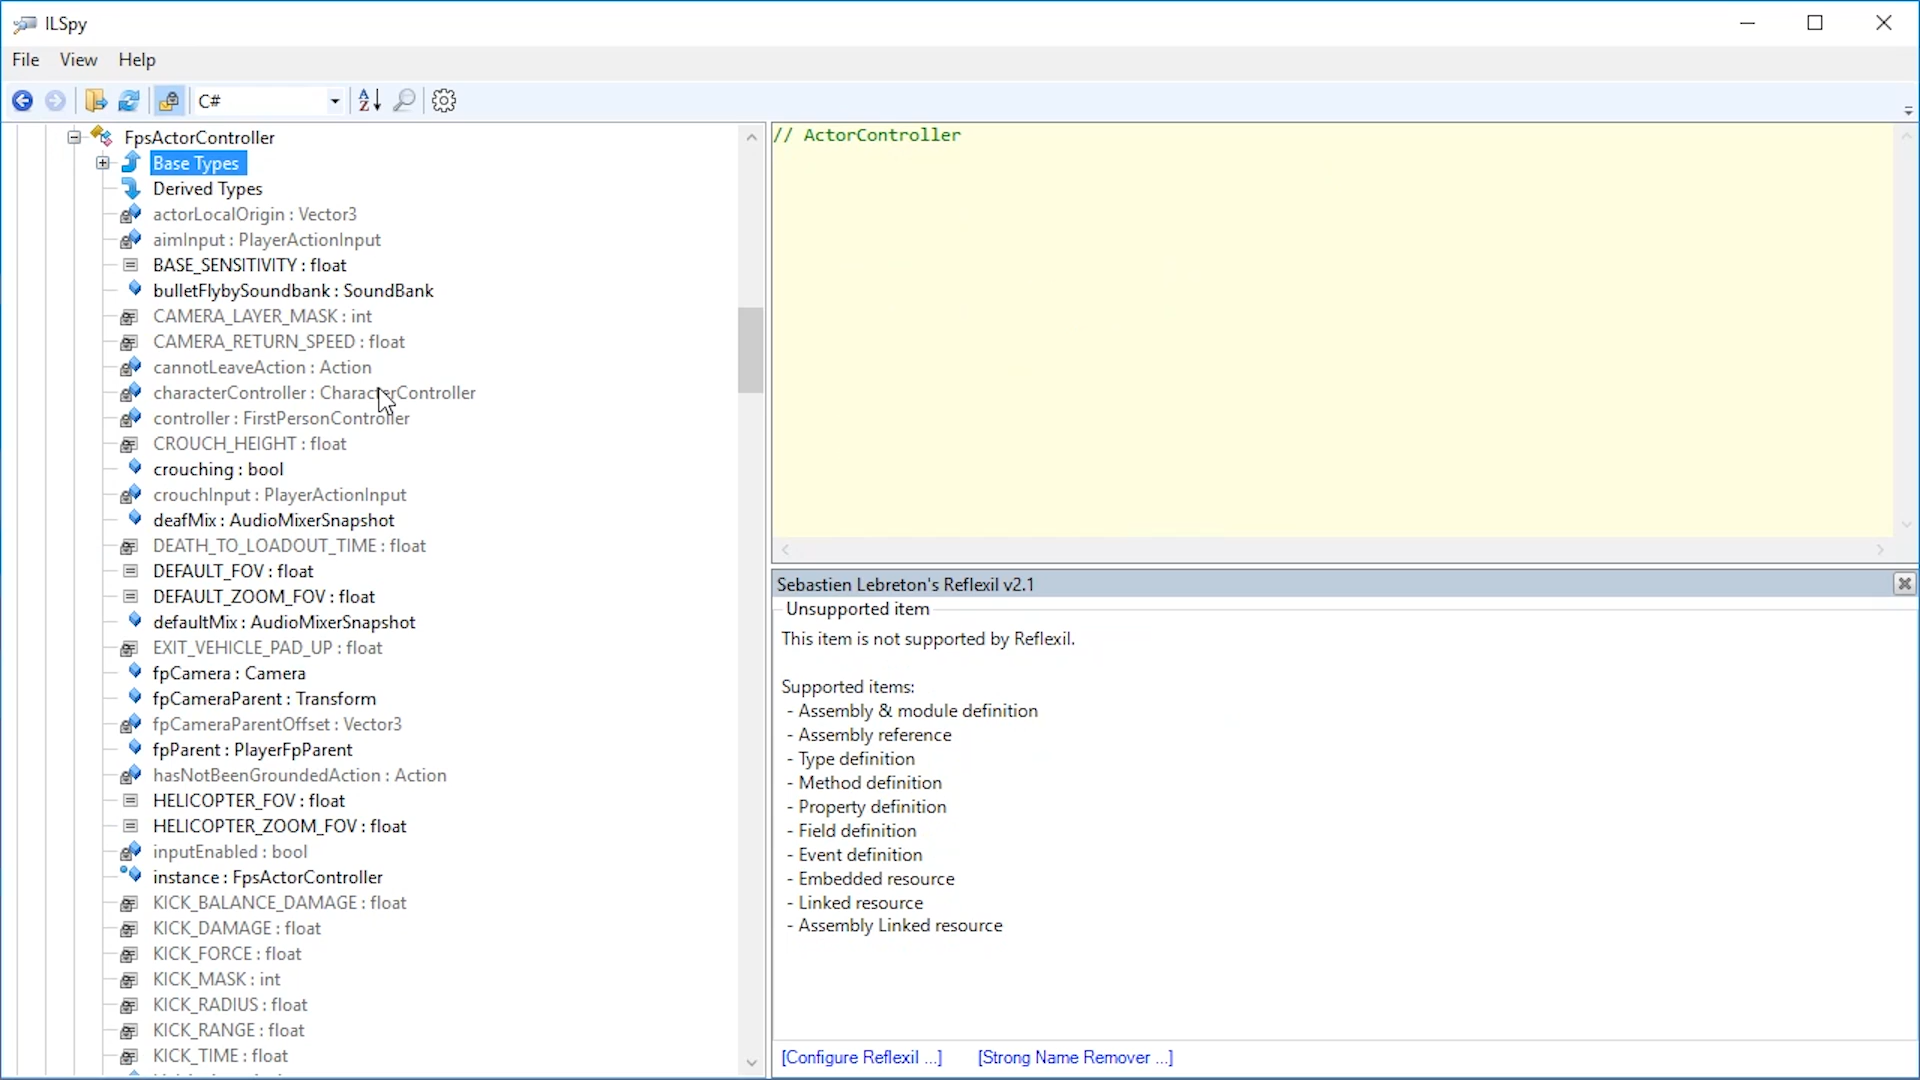 ILSpy
File View Help
C#
FpsActorController
Base Types
Derived Types
actorLocalOrigin : Vector3
aimInput : PlayerActionInput
BASE_SENSITIVITY : float
bulletFlybySoundbank : SoundBank
CAMERA_LAYER_MASK : int
CAMERA_RETURN_SPEED : float
cannotLeaveAction : Action
characterController : CharacterController
controller : FirstPersonController
CROUCH_HEIGHT : float
crouching : bool
crouchInput : PlayerActionInput
deafMix : AudioMixerSnapshot
DEATH_TO_LOADOUT_TIME : float
DEFAULT_FOV : float
DEFAULT_ZOOM_FOV : float
defaultMix : AudioMixerSnapshot
EXIT_VEHICLE_PAD_UP : float
fpCamera : Camera
fpCameraParent : Transform
fpCameraParentOffset : Vector3
fpParent : PlayerFpParent
hasNotBeenGroundedAction : Action
HELICOPTER_FOV : float
HELICOPTER_ZOOM_FOV : float
inputEnabled : bool
instance : FpsActorController
KICK_BALANCE_DAMAGE : float
KICK_DAMAGE : float
KICK_FORCE : float
KICK_MASK : int
KICK_RADIUS : float
KICK_RANGE : float
KICK_TIME : float
// ActorController
Sebastien Lebreton's Reflexil v2.1
Unsupported item
This item is not supported by Reflexil.
Supported items:
- Assembly & module definition
- Assembly reference
- Type definition
- Method definition
- Property definition
- Field definition
- Event definition
- Embedded resource
- Linked resource
- Assembly Linked resource
[Configure Reflexil ...] [Strong Name Remover ...]